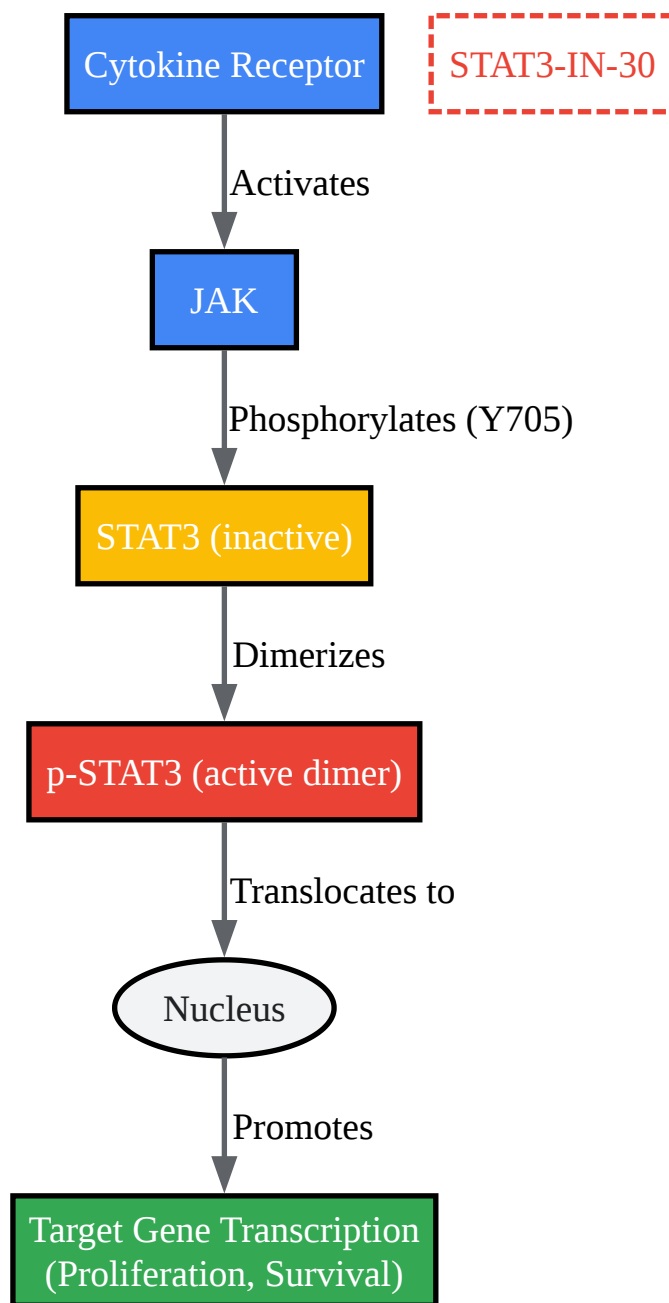 Cytokine Receptor
STAT3-IN-30
Activates
JAK
Phosphorylates (Y705)
STAT3 (inactive)
Dimerizes
p-STAT3 (active dimer)
Translocates to
Nucleus
Promotes
Target Gene Transcription
(Proliferation, Survival)